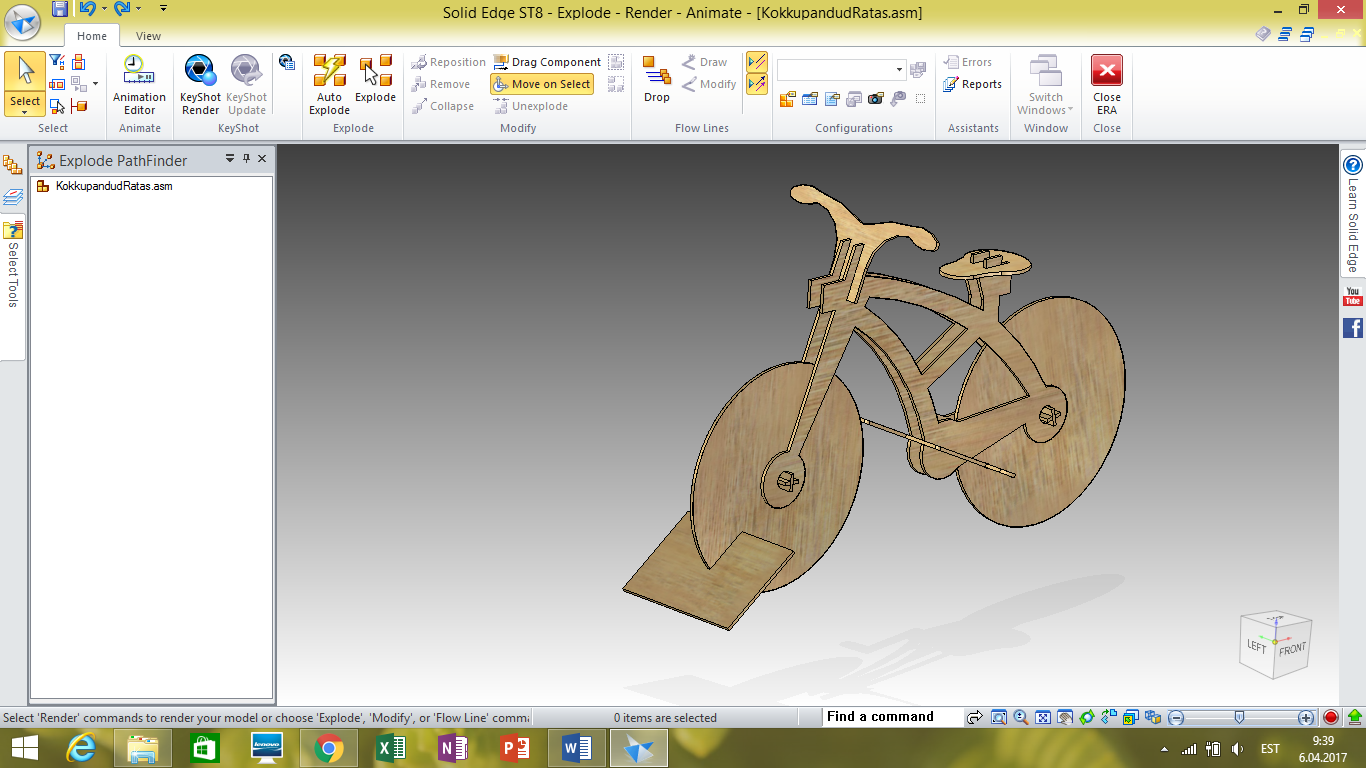 Solid Edge ST8 - Explode - Render - Animate - [KokkupandudRatas.asm]
Home View
Select
Select
Animation Editor
Animate
KeyShot Render
KeyShot Update
KeyShot
Auto Explode
Explode
Explode
Reposition
Remove
Collapse
Drag Component
Move on Select
Unexplode
Modify
Drop
Draw
Modify
Flow Lines
Configurations
Errors
Reports
Assistants
Switch Windows
Window
Close ERA
Close
Explode PathFinder
KokkupandudRatas.asm
Select Tools
Learn Solid Edge
You Tube
LEFT
FRONT
Select 'Render' commands to render your model or choose 'Explode', 'Modify', or 'Flow Line' comma
0 items are selected
Find a command
lenovo
EST
9:39
6.04.2017